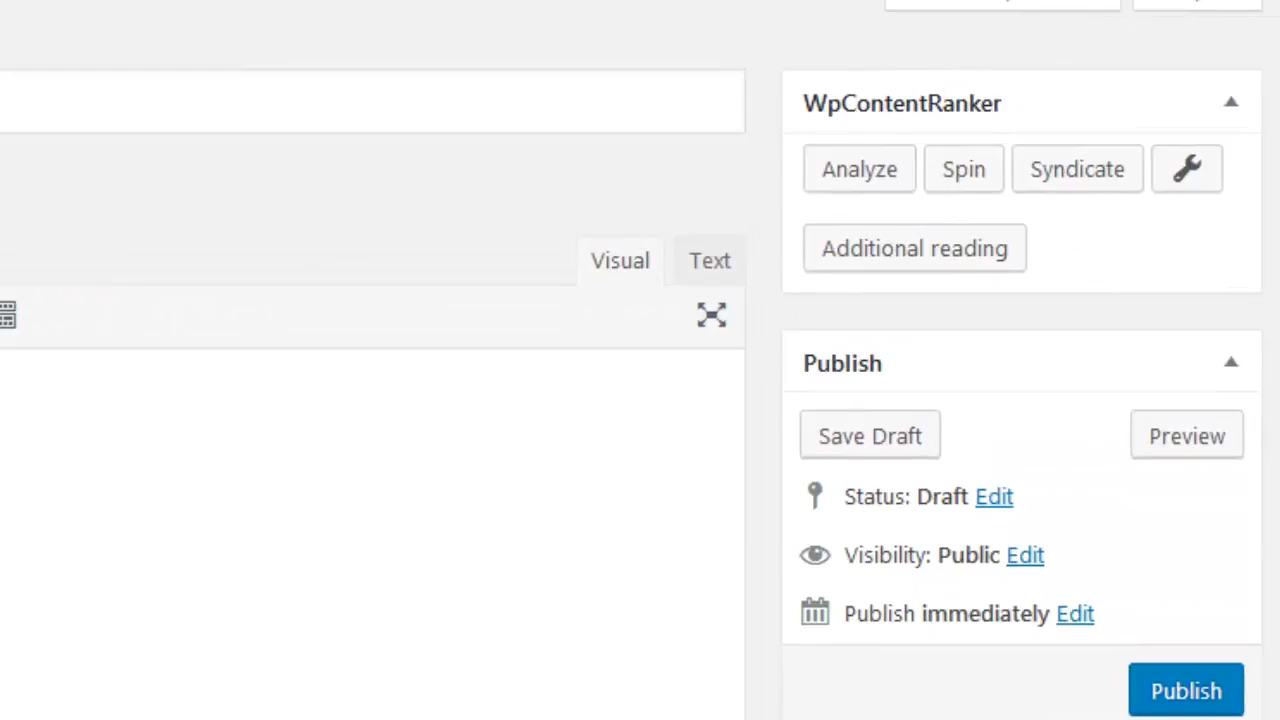 WpContentRanker
Analyze Spin Syndicate
Additional reading
Visual Text
Publish
Save Draft Preview
Status: Draft Edit
Visibility: Public Edit
Publish immediately Edit
Publish